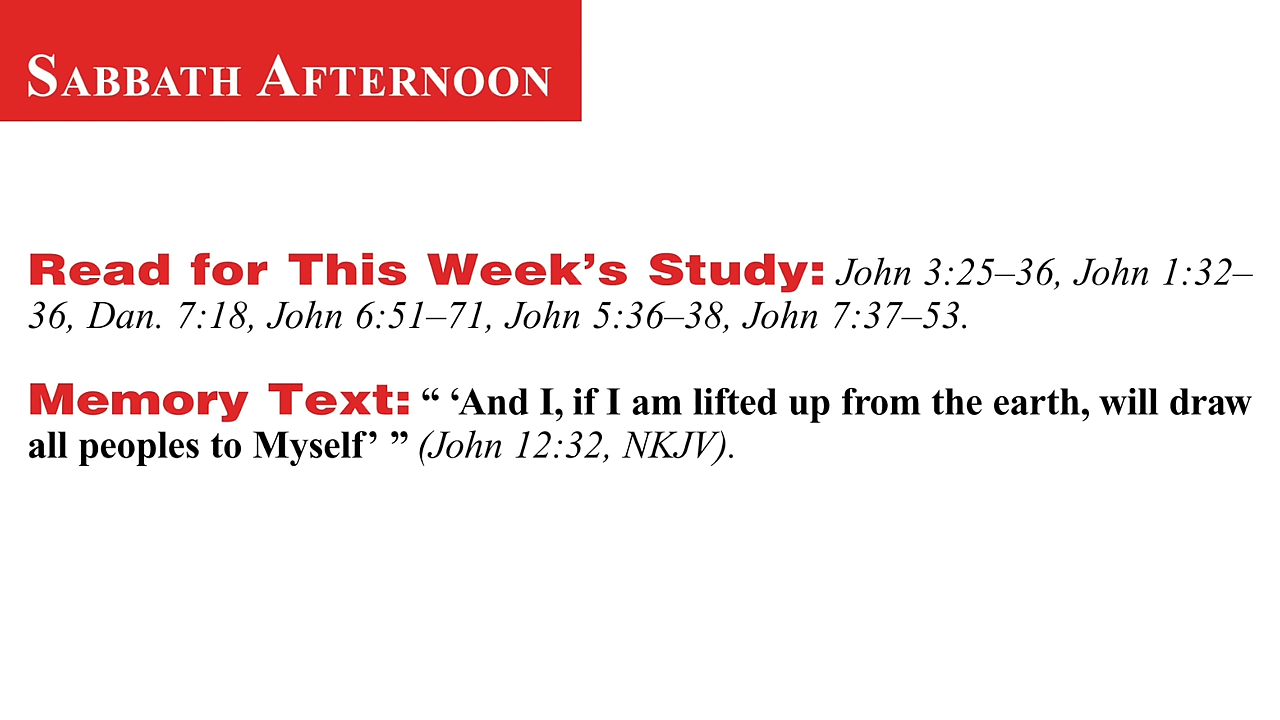 SABBATH AFTERNOON
Read for This Week’s Study: John 3:25–36, John 1:32–
36, Dan. 7:18, John 6:51–71, John 5:36–38, John 7:37–53.
Memory Text: “ ‘And I, if I am lifted up from the earth, will draw
all peoples to Myself’ ” (John 12:32, NKJV).